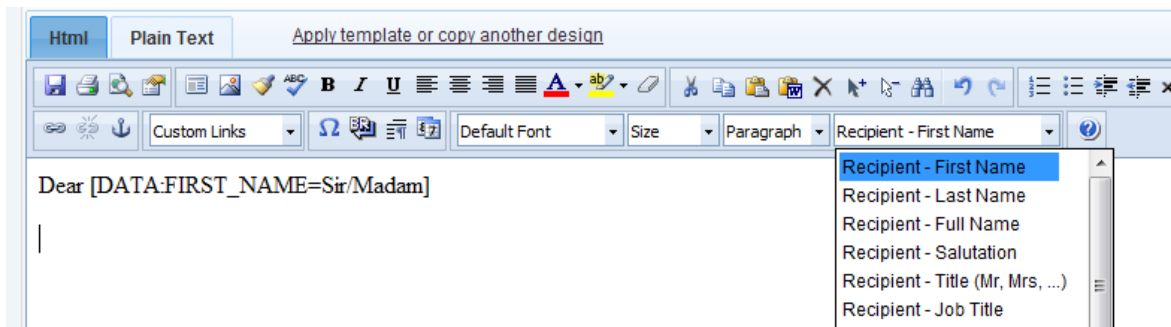 Html Plain Text Apply template or copy another design
ABC B I U A ab
Custom Links Ω Default Font Size Paragraph Recipient - First Name
Recipient - First Name
Dear [DATA:FIRST_NAME=Sir/Madam]
Recipient - Last Name
Recipient - Full Name
Recipient - Salutation
Recipient - Title (Mr, Mrs, ...)
Recipient - Job Title